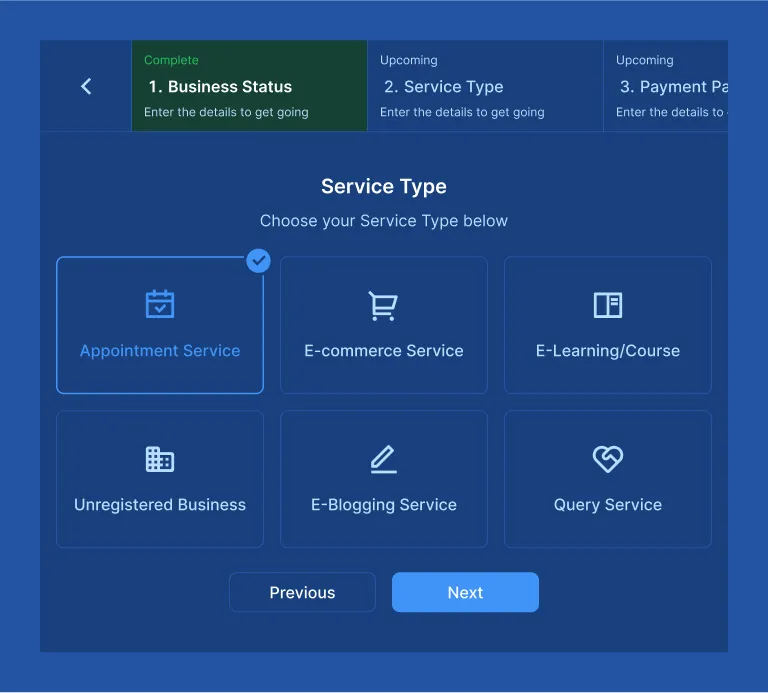 Complete
1. Business Status
Enter the details to get going
Upcoming
2. Service Type
Enter the details to get going
Upcoming
3. Payment Pa
Enter the details to
Service Type
Choose your Service Type below
Appointment Service
E-commerce Service
E-Learning/Course
Unregistered Business
E-Blogging Service
Query Service
Previous
Next